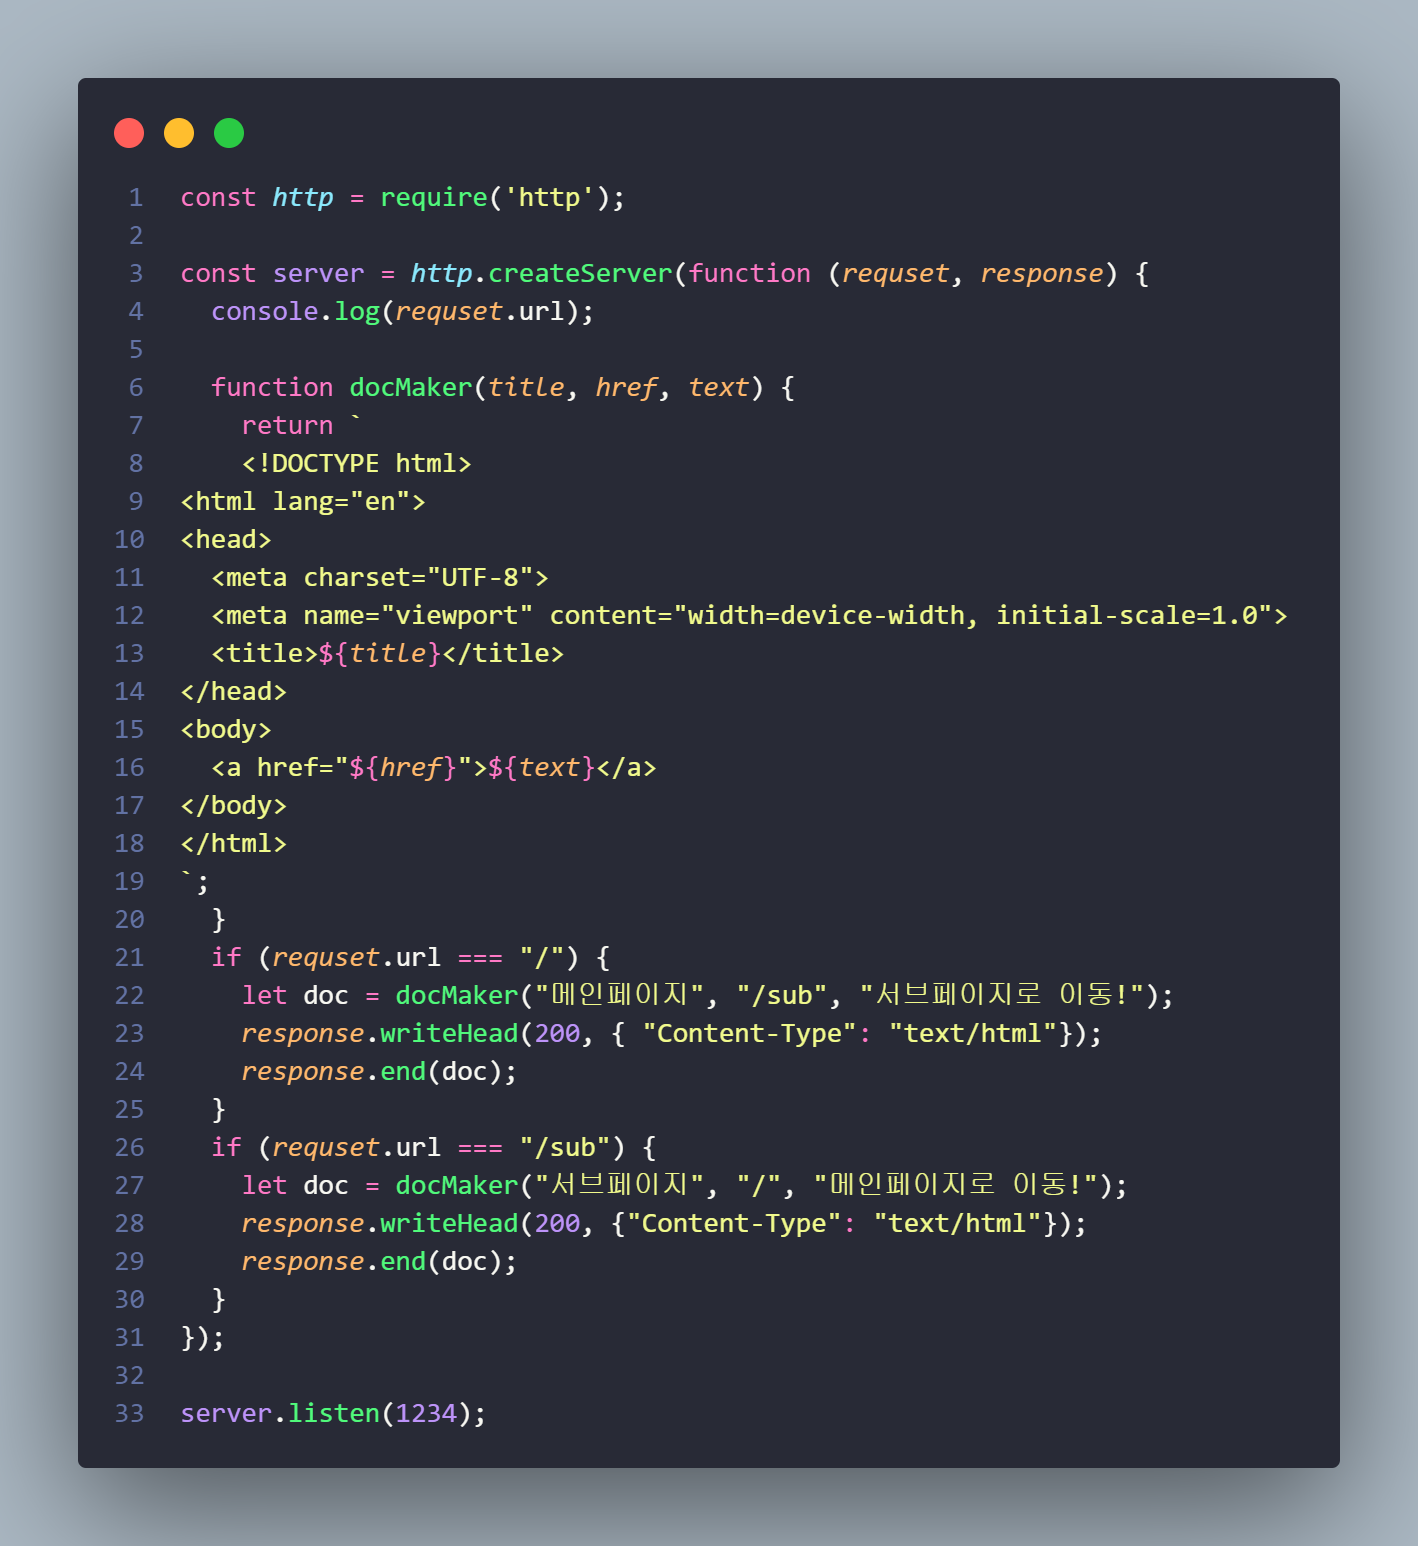 1 const http = require('http');
2
3 const server = http.createServer(function (requset, response) {
4   console.log(requset.url);
5
6   function docMaker(title, href, text) {
7     return `
8     <!DOCTYPE html>
9 <html lang="en">
10 <head>
11   <meta charset="UTF-8">
12   <meta name="viewport" content="width=device-width, initial-scale=1.0">
13   <title>${title}</title>
14 </head>
15 <body>
16   <a href="${href}">${text}</a>
17 </body>
18 </html>
19 `;
20   }
21   if (requset.url === "/") {
22     let doc = docMaker("메인페이지", "/sub", "서브페이지로 이동!");
23     response.writeHead(200, { "Content-Type": "text/html"});
24     response.end(doc);
25   }
26   if (requset.url === "/sub") {
27     let doc = docMaker("서브페이지", "/", "메인페이지로 이동!");
28     response.writeHead(200, {"Content-Type": "text/html"});
29     response.end(doc);
30   }
31 });
32
33 server.listen(1234);